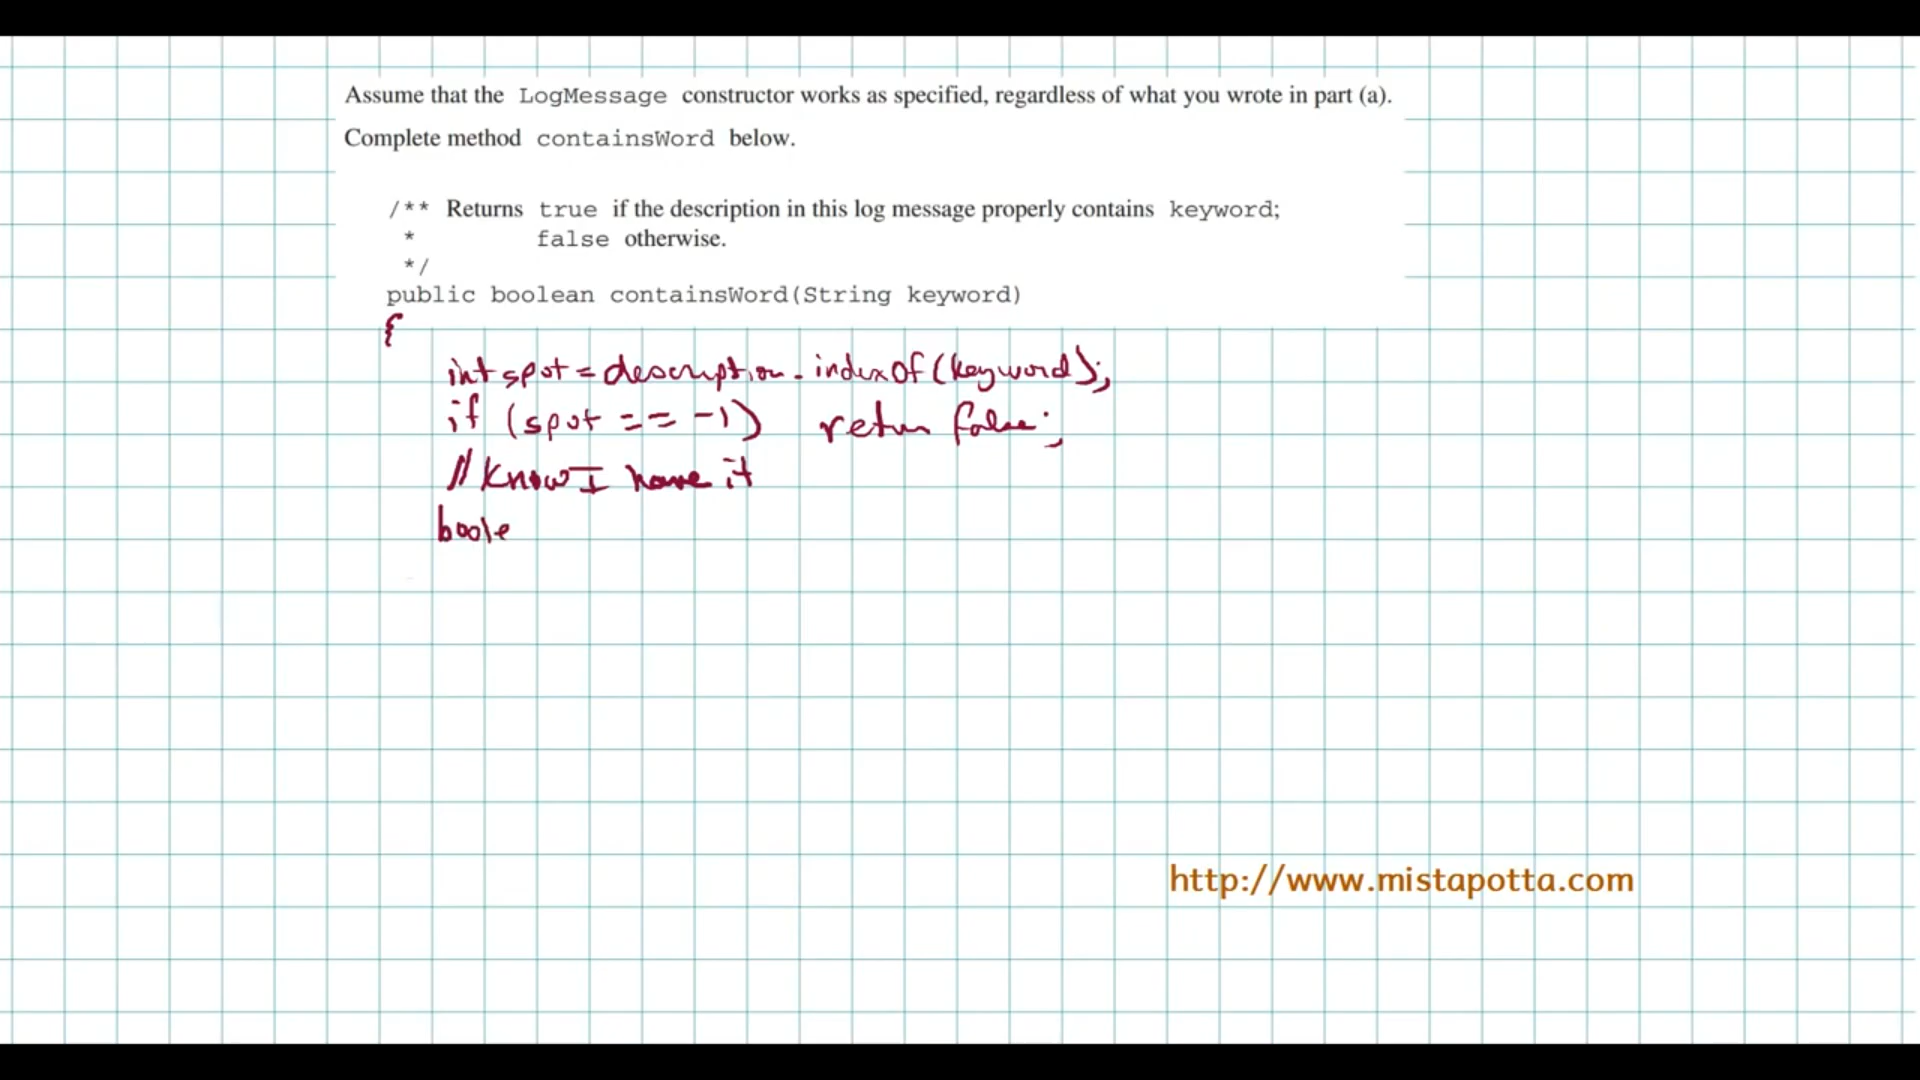 Assume that the LogMessage constructor works as specified, regardless of what you wrote in part (a).
Complete method containsWord below.
/** Returns true if the description in this log message properly contains keyword;
* false otherwise.
*/
public boolean containsWord(String keyword)
{
int spot = description.indexOf(keyword);
if (spot == -1) return false;
// Know I have it
boole
http://www.mistapotta.com